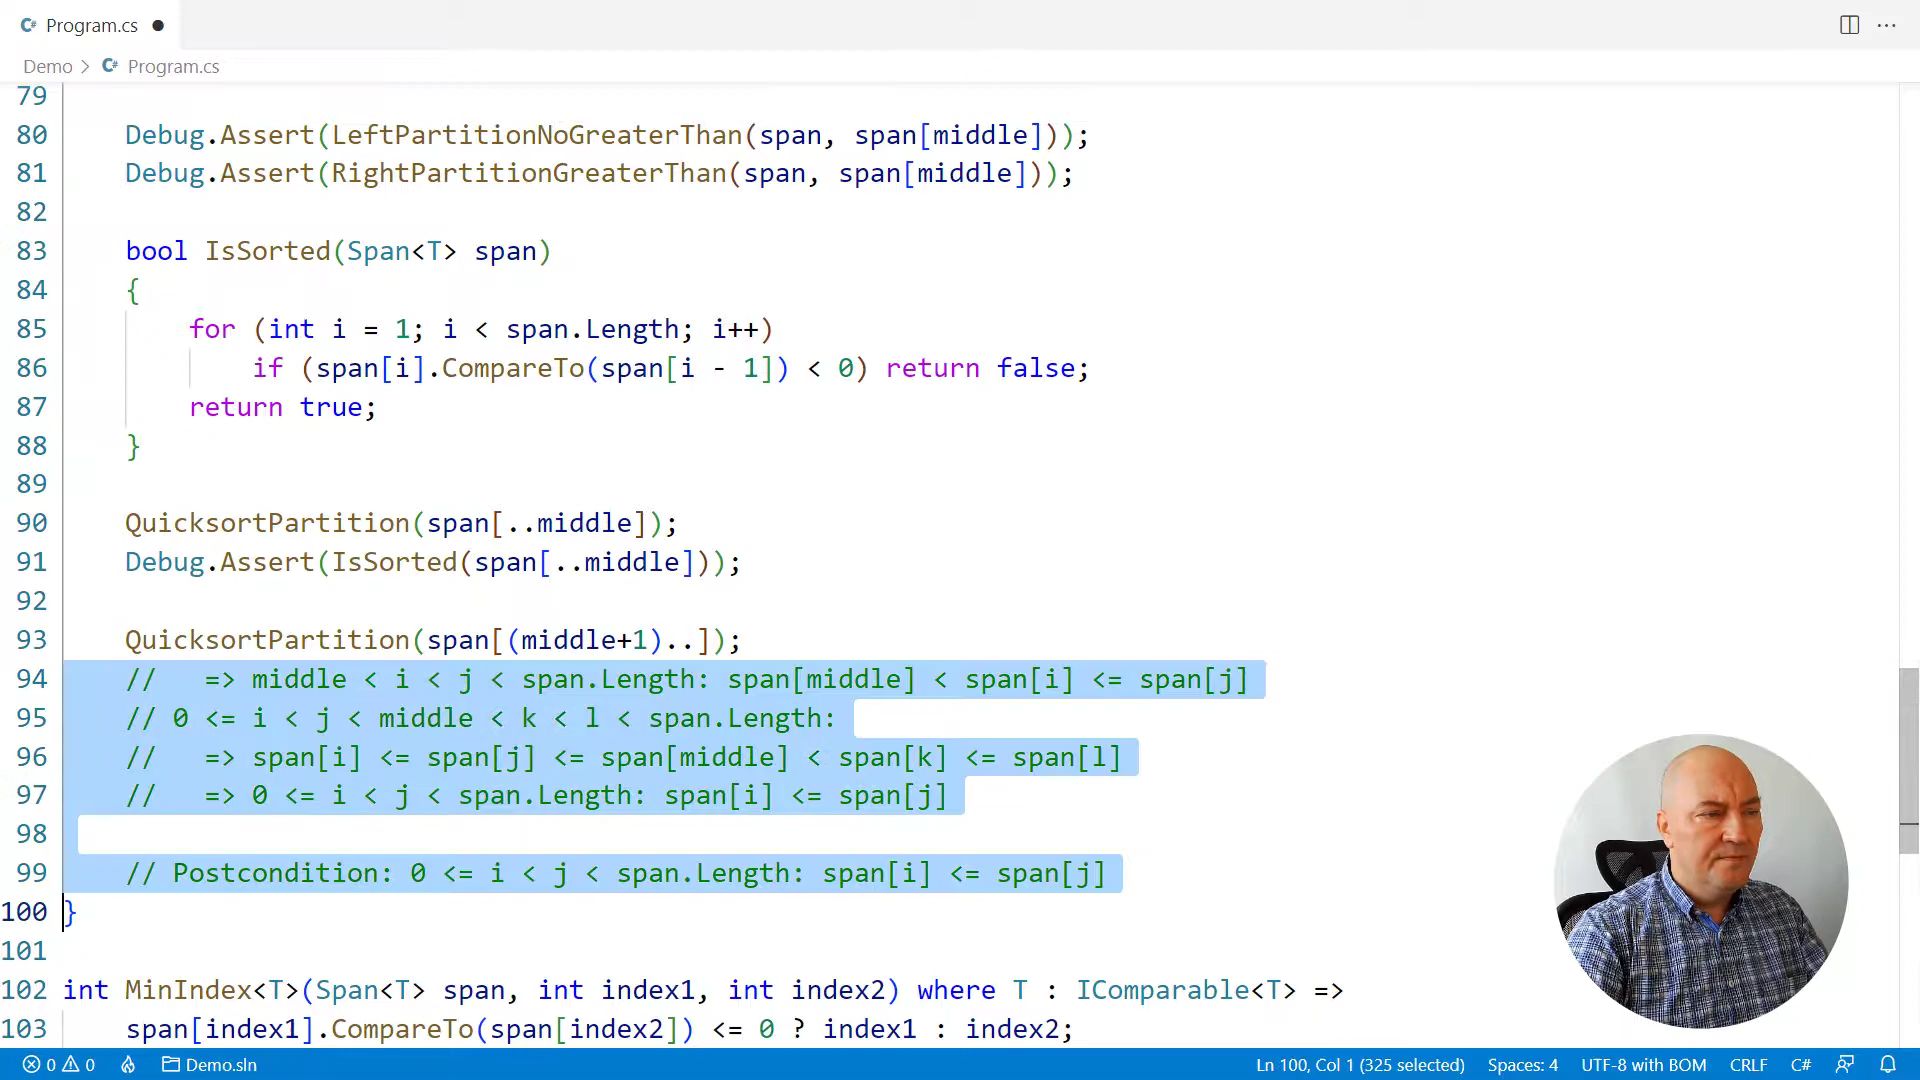 C# Program.cs ●
Demo > C# Program.cs
79
80 Debug.Assert(LeftPartitionNoGreaterThan(span, span[middle]));
81 Debug.Assert(RightPartitionGreaterThan(span, span[middle]));
82
83 bool IsSorted(Span<T> span)
84 {
85 for (int i = 1; i < span.Length; i++)
86 if (span[i].CompareTo(span[i - 1]) < 0) return false;
87 return true;
88 }
89
90 QuicksortPartition(span[..middle]);
91 Debug.Assert(IsSorted(span[..middle]));
92
93 QuicksortPartition(span[(middle+1)..]);
94 //   => middle < i < j < span.Length: span[middle] < span[i] <= span[j]
95 // 0 <= i < j < middle < k < l < span.Length:
96 //   => span[i] <= span[j] <= span[middle] < span[k] <= span[l]
97 //   => 0 <= i < j < span.Length: span[i] <= span[j]
98
99 // Postcondition: 0 <= i < j < span.Length: span[i] <= span[j]
100 }
101
102 int MinIndex<T>(Span<T> span, int index1, int index2) where T : IComparable<T> =>
103 span[index1].CompareTo(span[index2]) <= 0 ? index1 : index2;
0 0 Demo.sln Ln 100, Col 1 (325 selected) Spaces: 4 UTF-8 with BOM CRLF C#